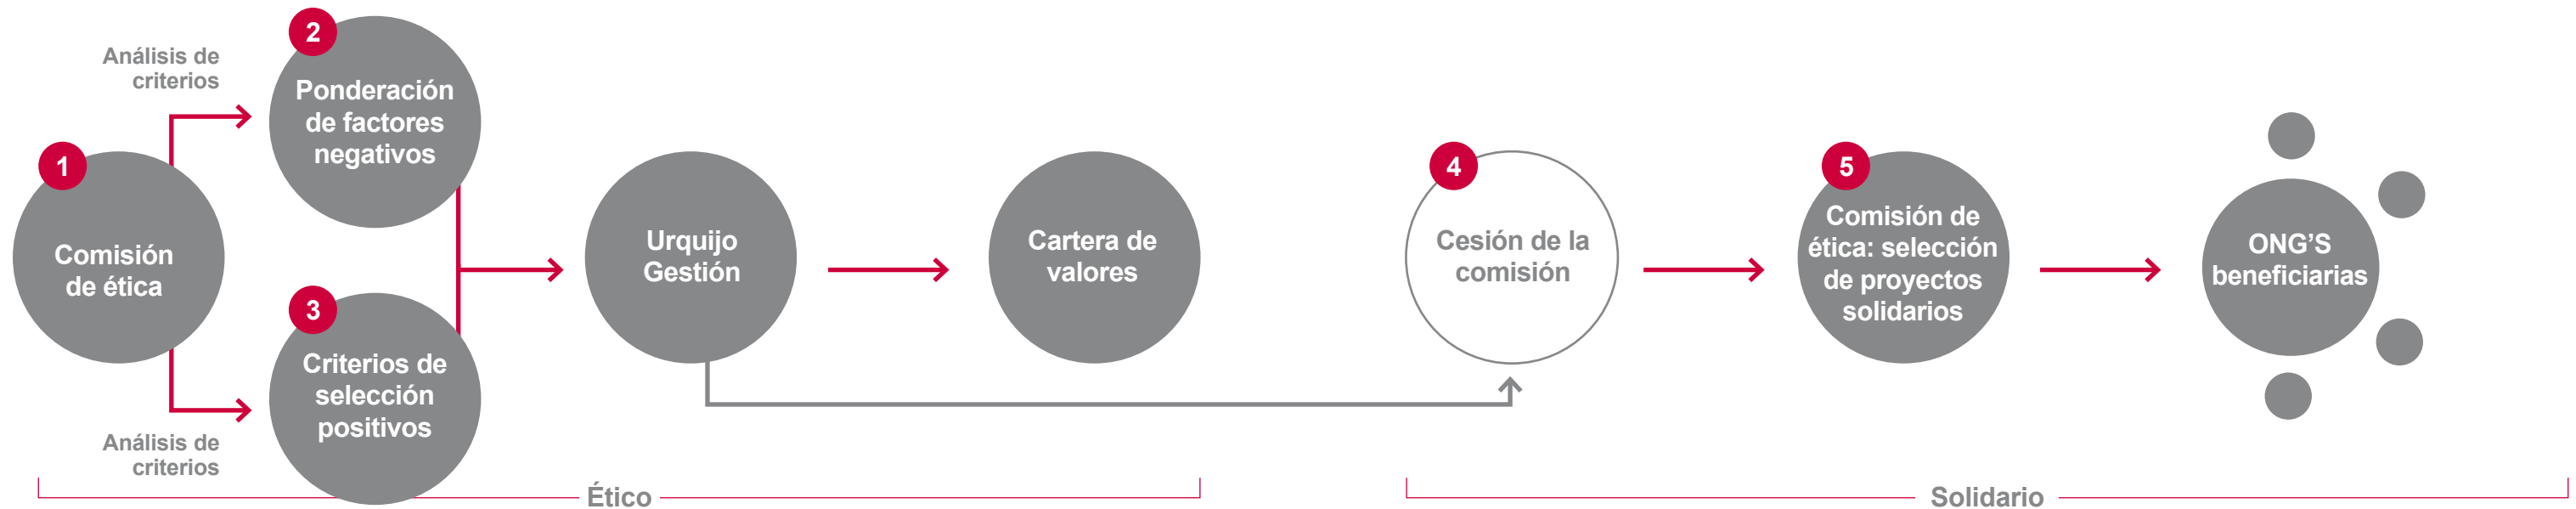 Análisis de
criterios
2
Ponderación
de factores
negativos
1
Comisión
de ética
3
Criterios de
selección
positivos
Análisis de
criterios
Urquijo
Gestión
Cartera de
valores
4
Cesión de la
comisión
5
Comisión de
ética: selección
de proyectos
solidarios
ONG’S
beneficiarias
Ético
Solidario